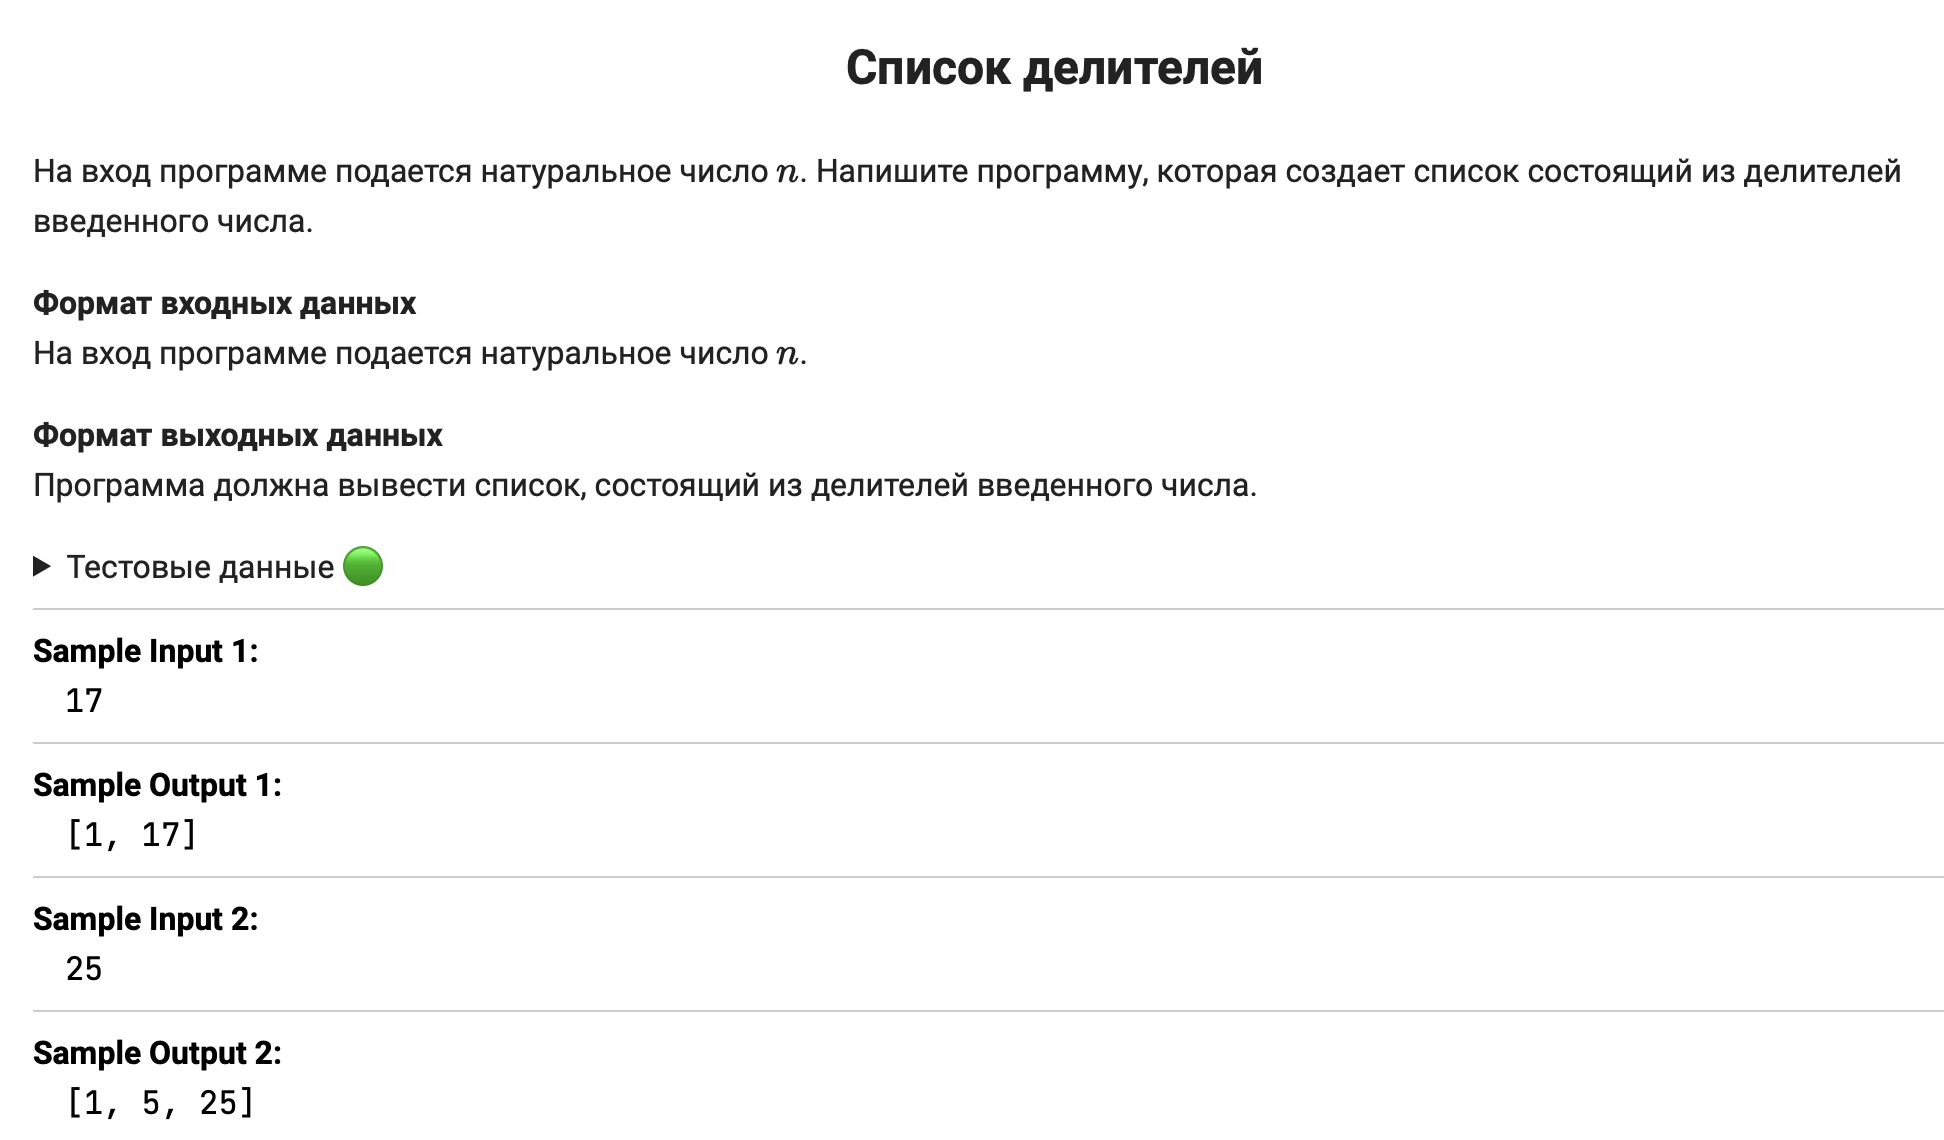 Список делителей
На вход программе подается натуральное число n. Напишите программу, которая создает список состоящий из делителей
введенного числа.
Формат входных данных
На вход программе подается натуральное число n.
Формат выходных данных
Программа должна вывести список, состоящий из делителей введенного числа.
Тестовые данные
Sample Input 1:
17
Sample Output 1:
[1, 17]
Sample Input 2:
25
Sample Output 2:
[1, 5, 25]